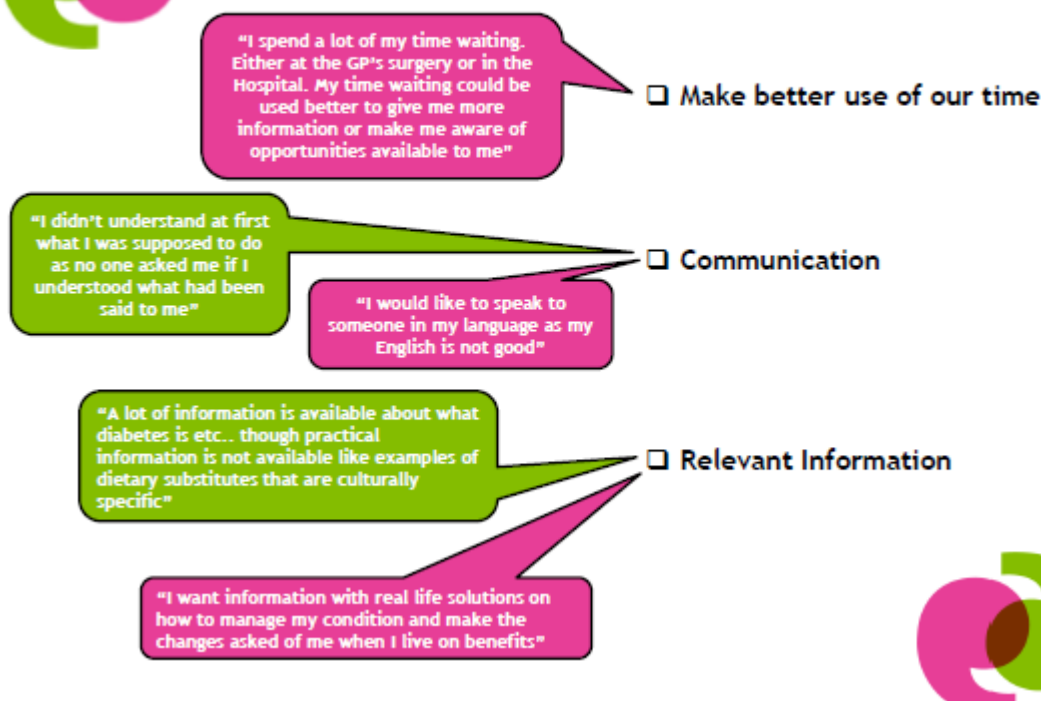 “I spend a lot of my time waiting.
Either at the GP’s surgery or in the
Hospital. My time waiting could be
used better to give me more
information or make me aware of
opportunities available to me”
❑ Make better use of our time
“I didn’t understand at first
what I was supposed to do
as no one asked me if I
understood what had been
said to me”
❑ Communication
“I would like to speak to
someone in my language as my
English is not good”
“A lot of information is available about what
diabetes is etc.. though practical
information is not available like examples of
dietary substitutes that are culturally
specific”
❑ Relevant Information
“I want information with real life solutions on
how to manage my condition and make the
changes asked of me when I live on benefits”